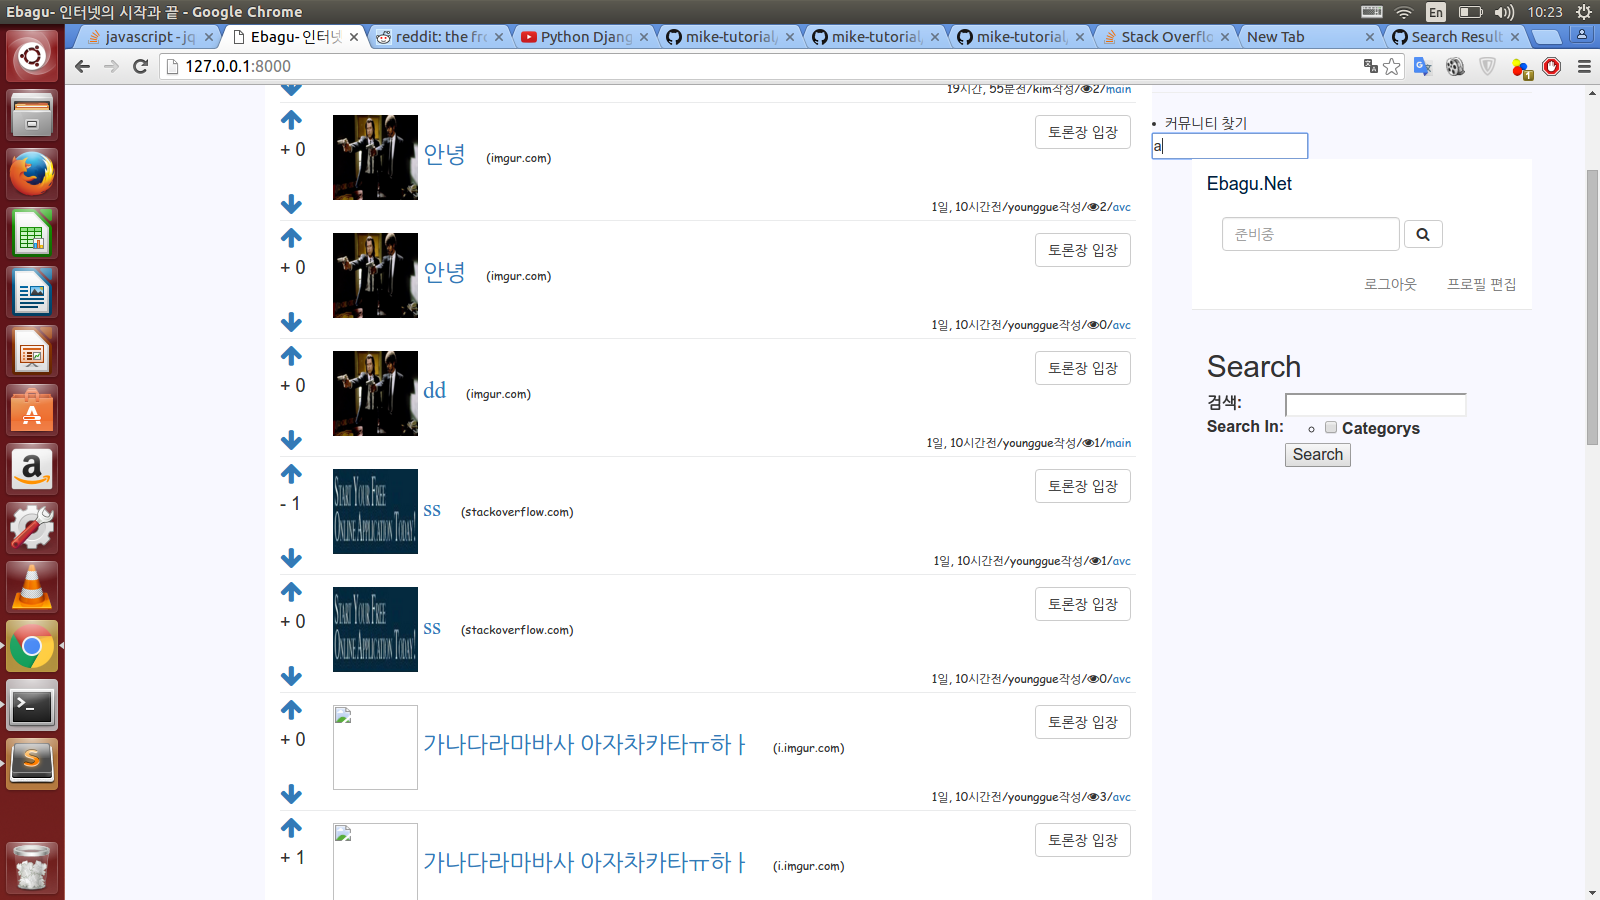 Ebagu- 인터넷의 시작과 끝 - Google Chrome
En 10:23
javascript - jq
Ebagu- 인터넷
reddit: the fro
Python Djang
mike-tutorial/
mike-tutorial,
mike-tutorial,
Stack Overflo
New Tab
Search Result
127.0.0.1:8000
19시간, 55분전/kim작성/2/main
+ 0
안녕 (imgur.com)
토론장 입장
1일, 10시간전/younggue작성/2/avc
+ 0
안녕 (imgur.com)
토론장 입장
1일, 10시간전/younggue작성/0/avc
+ 0
dd (imgur.com)
토론장 입장
1일, 10시간전/younggue작성/1/main
- 1
START YOUR FREE
ONLINE APPLICATION TODAY!
ss (stackoverflow.com)
토론장 입장
1일, 10시간전/younggue작성/1/avc
+ 0
START YOUR FREE
ONLINE APPLICATION TODAY!
ss (stackoverflow.com)
토론장 입장
1일, 10시간전/younggue작성/0/avc
+ 0
가나다라마바사 아자차카타ㅠ하ㅏ (i.imgur.com)
토론장 입장
1일, 10시간전/younggue작성/3/avc
+ 1
가나다라마바사 아자차카타ㅠ하ㅏ (i.imgur.com)
토론장 입장
• 커뮤니티 찾기
a
Ebagu.Net
준비중
로그아웃 프로필 편집
Search
검색:
Search In: Categorys
Search